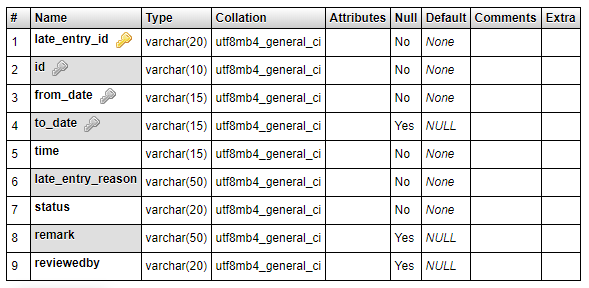 # Name Type Collation Attributes Null Default Comments Extra
1 late_entry_id varchar(20) utf8mb4_general_ci No None
2 id varchar(10) utf8mb4_general_ci No None
3 from_date varchar(15) utf8mb4_general_ci No None
4 to_date varchar(15) utf8mb4_general_ci Yes NULL
5 time varchar(15) utf8mb4_general_ci No None
6 late_entry_reason varchar(50) utf8mb4_general_ci No None
7 status varchar(20) utf8mb4_general_ci No None
8 remark varchar(50) utf8mb4_general_ci Yes NULL
9 reviewedby varchar(20) utf8mb4_general_ci Yes NULL